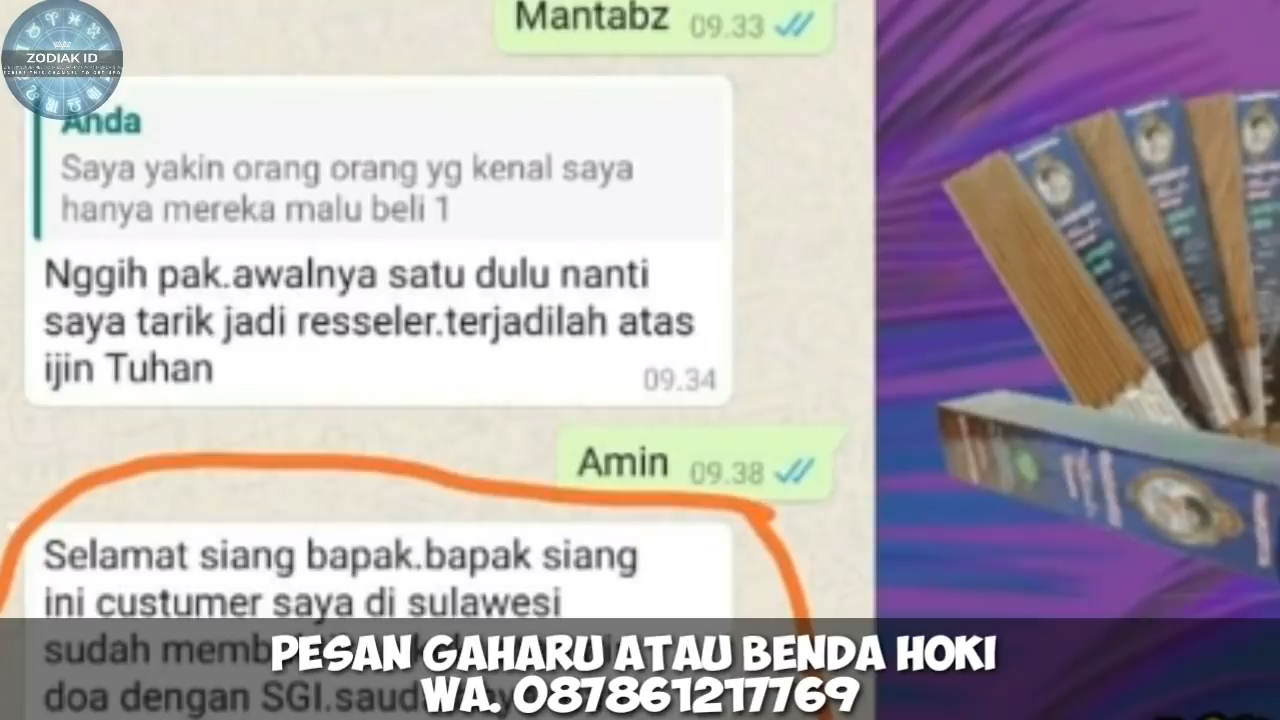 ZODIAK ID
Mantabz 09.33
Anda
Saya yakin orang orang yg kenal saya
hanya mereka malu beli 1
Nggih pak.awalnya satu dulu nanti
saya tarik jadi resseler.terjadilah atas
ijin Tuhan
09.34
Amin 09.38
Selamat siang bapak.bapak siang
ini custumer saya di sulawesi
sudah
doa dengan SGI.
PESAN GAHARU ATAU BENDA HOKI
WA. 087861217769